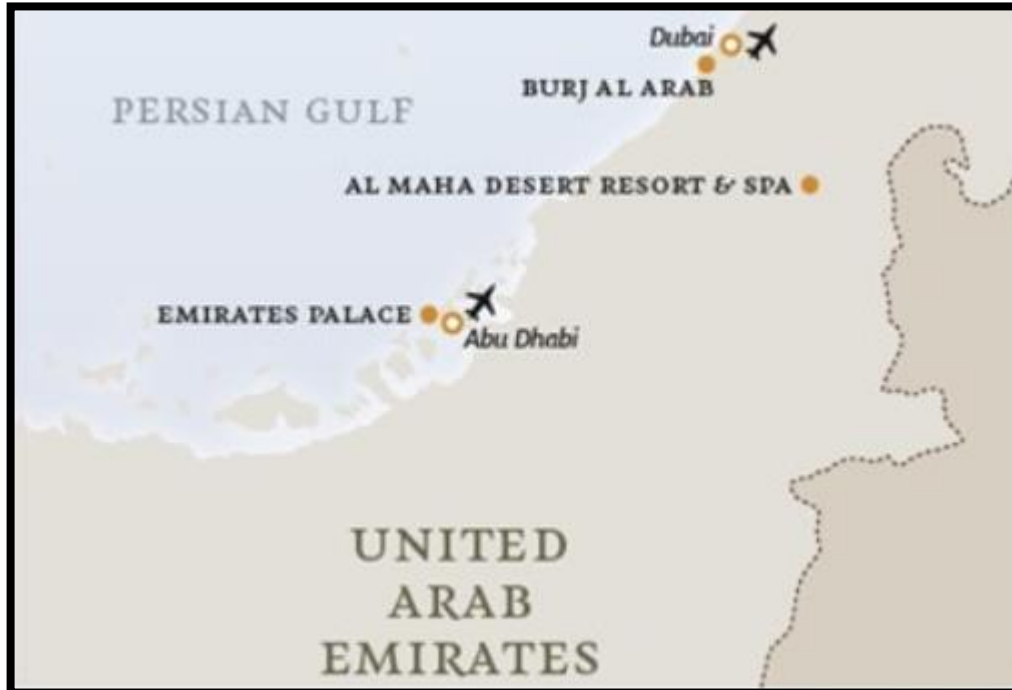 Dubai
BURJ AL ARAB
PERSIAN GULF
AL MAHA DESERT RESORT & SPA
EMIRATES PALACE
Abu Dhabi
UNITED
ARAB
EMIRATES